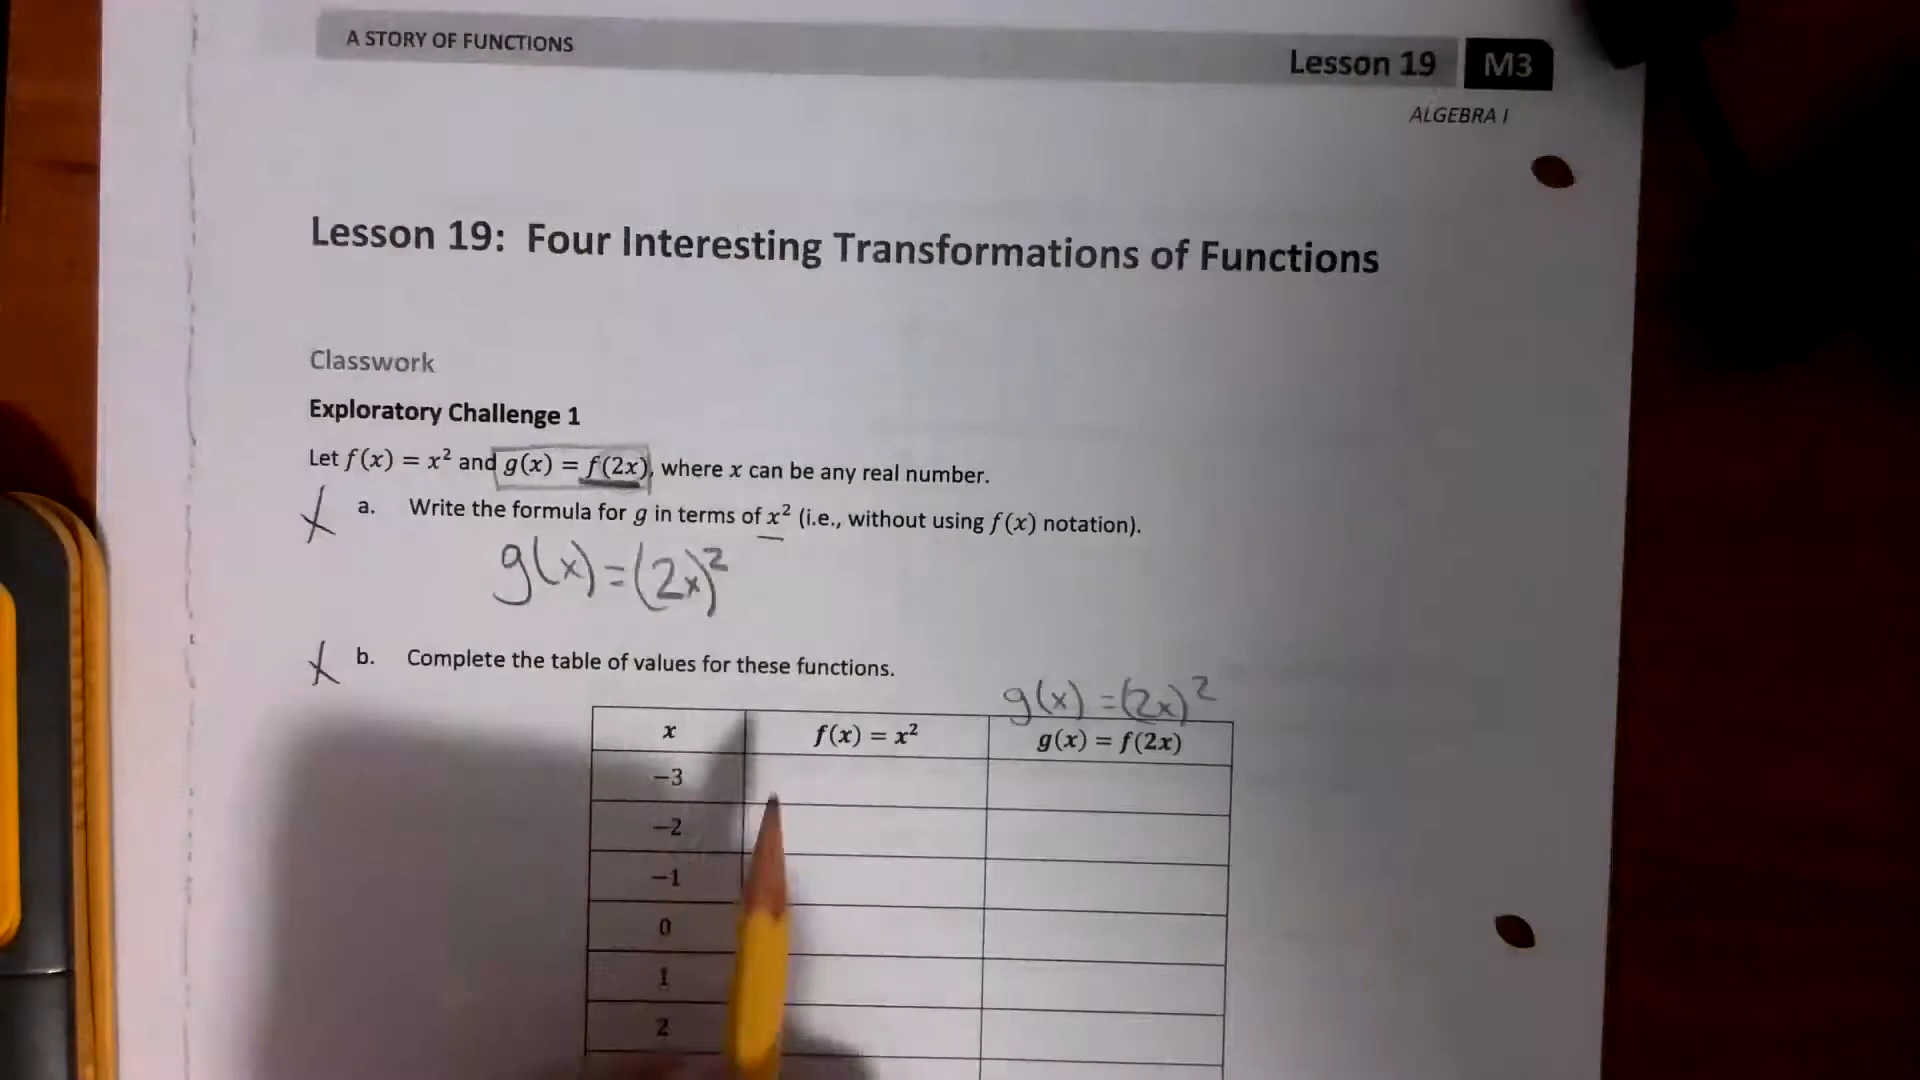 A STORY OF FUNCTIONS
Lesson 19 M3
ALGEBRA I
Lesson 19: Four Interesting Transformations of Functions
Classwork
Exploratory Challenge 1
Let f(x) = x² and g(x) = f(2x), where x can be any real number.
a. Write the formula for g in terms of x² (i.e., without using f(x) notation).
g(x)=(2x)²
b. Complete the table of values for these functions.
g(x)=(2x)²
x f(x) = x² g(x) = f(2x)
−3
−2
−1
0
1
2